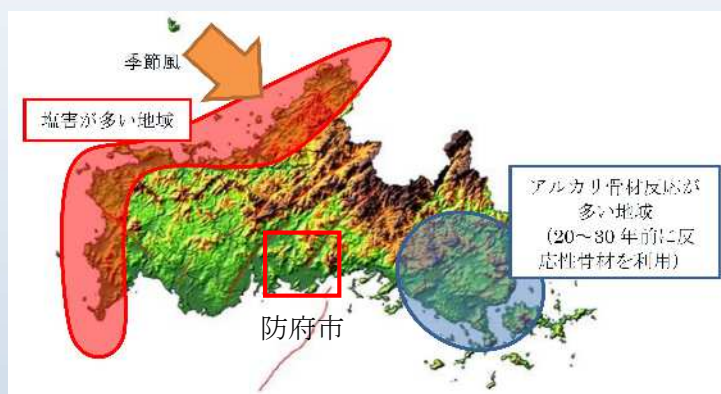 季節風
塩害が多い地域
アルカリ骨材反応が
多い地域
（20～30 年前に反
応性骨材を利用）
防府市